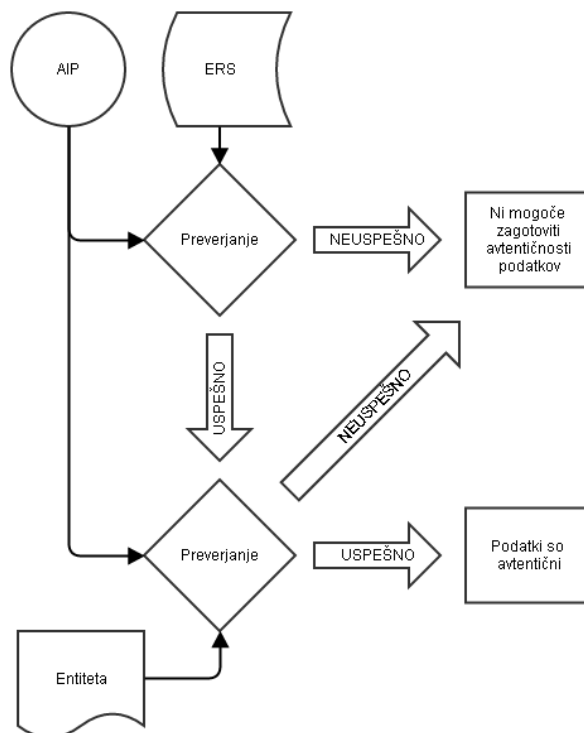 AIP
ERS
Preverjanje
NEUSPEŠNO
Ni mogoče
zagotoviti
avtentičnosti
podatkov
USPEŠNO
NEUSPEŠNO
Preverjanje
USPEŠNO
Podatki so
avtentični
Entiteta